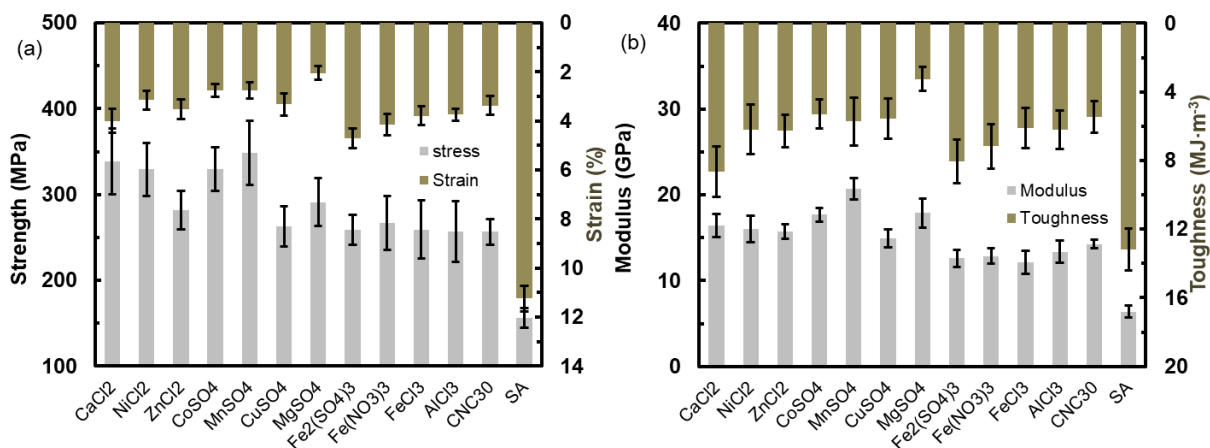 (a)
Strength (MPa)
500
400
300
200
100
0
2
4
6
8
10
12
14
Strain (%)
stress
Strain
CaCl2
NiCl2
ZnCl2
CoSO4
MnSO4
CuSO4
MgSO4
Fe2(SO4)3
Fe(NO3)3
FeCl3
AlCl3
CNC30
SA
(b)
Modulus (GPa)
40
30
20
10
0
0
4
8
12
16
20
Toughness (MJ·m-3)
Modulus
Toughness
CaCl2
NiCl2
ZnCl2
CoSO4
MnSO4
CuSO4
MgSO4
Fe2(SO4)3
Fe(NO3)3
FeCl3
AlCl3
CNC30
SA